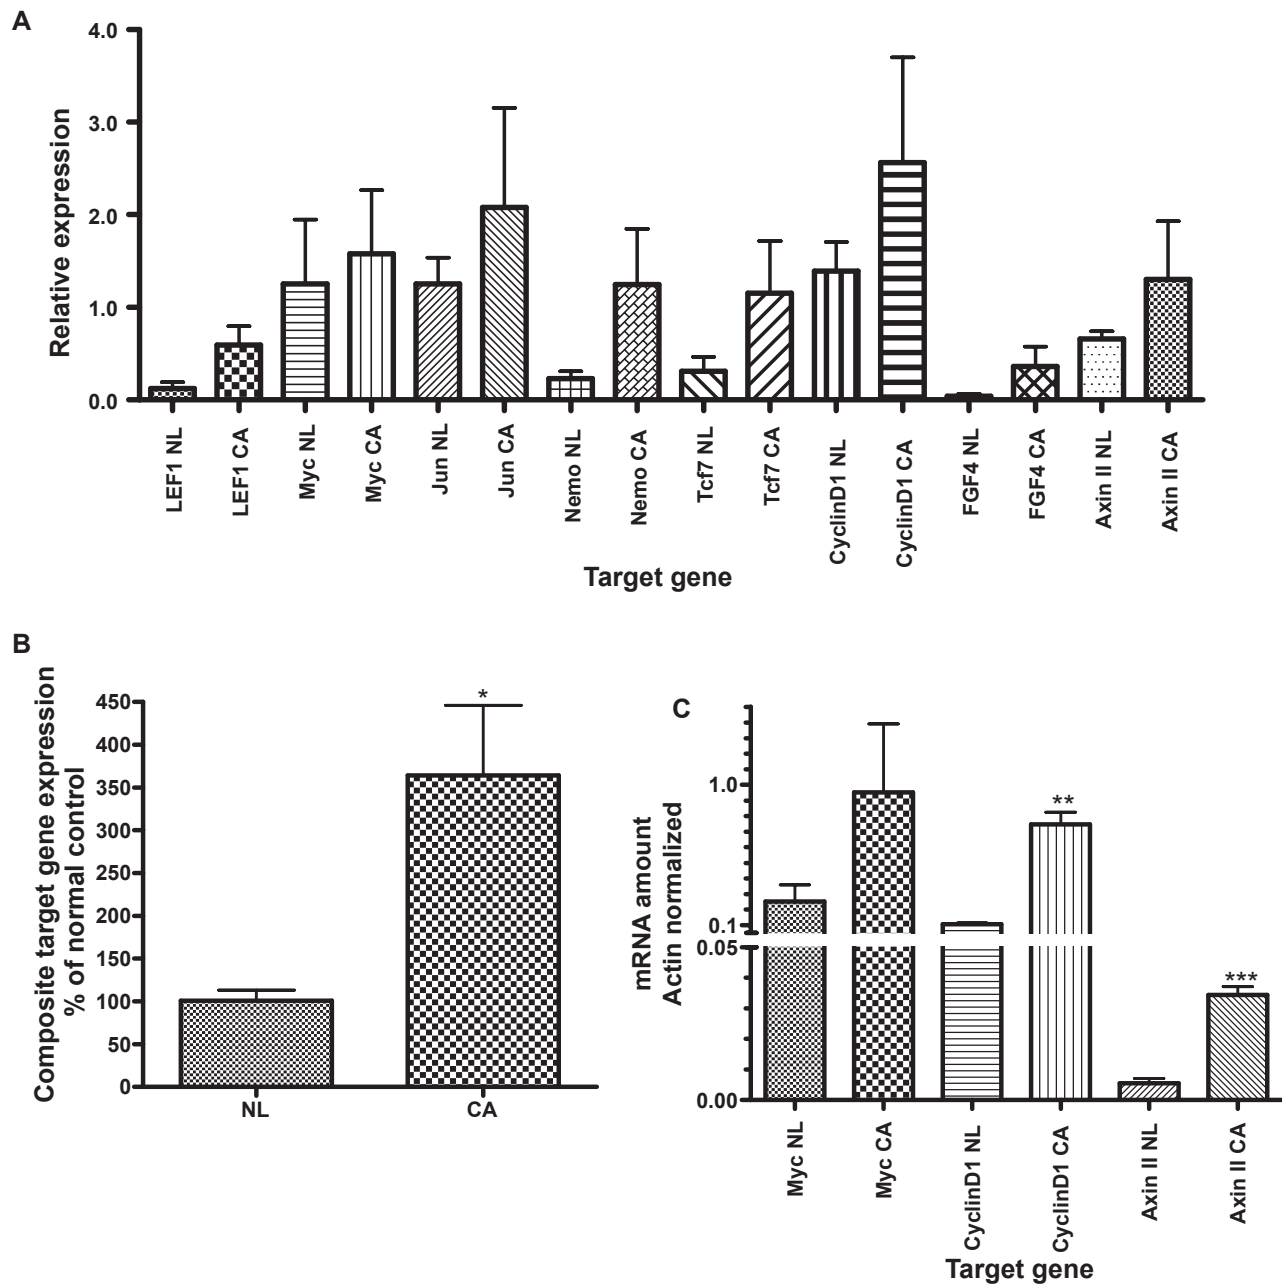 A
4.0
3.0
2.0
1.0
0.0
Relative expression
LEF1 NL
LEF1 CA
Myc NL
Myc CA
Jun NL
Jun CA
Nemo NL
Nemo CA
Tcf7 NL
Tcf7 CA
CyclinD1 NL
CyclinD1 CA
FGF4 NL
FGF4 CA
Axin II NL
Axin II CA
Target gene
B
Composite target gene expression
% of normal control
450
400
350
300
250
200
150
100
50
0
*
NL
CA
C
mRNA amount
Actin normalized
1.0
0.1
0.05
0.00
**
***
Myc NL
Myc CA
CyclinD1 NL
CyclinD1 CA
Axin II NL
Axin II CA
Target gene